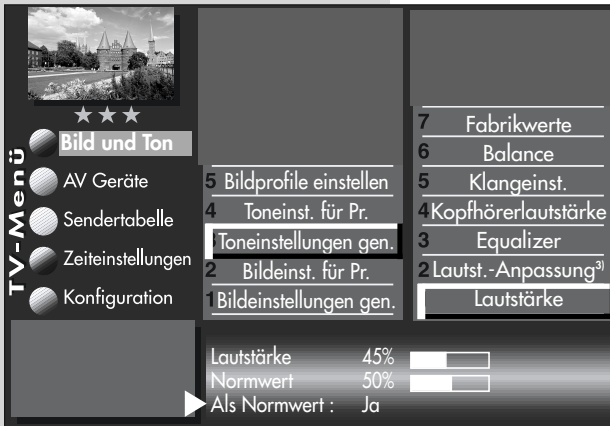 TV-Menü
Bild und Ton
AV Geräte
Sendertabelle
Zeiteinstellungen
Konfiguration
5 Bildprofile einstellen
4 Toneinst. für Pr.
3 Toneinstellungen gen.
2 Bildeinst. für Pr.
1 Bildeinstellungen gen.
7 Fabrikwerte
6 Balance
5 Klangeinst.
4 Kopfhörerlautstärke
3 Equalizer
2 Lautst.-Anpassung³⁾
Lautstärke
Lautstärke 45%
Normwert 50%
Als Normwert : Ja